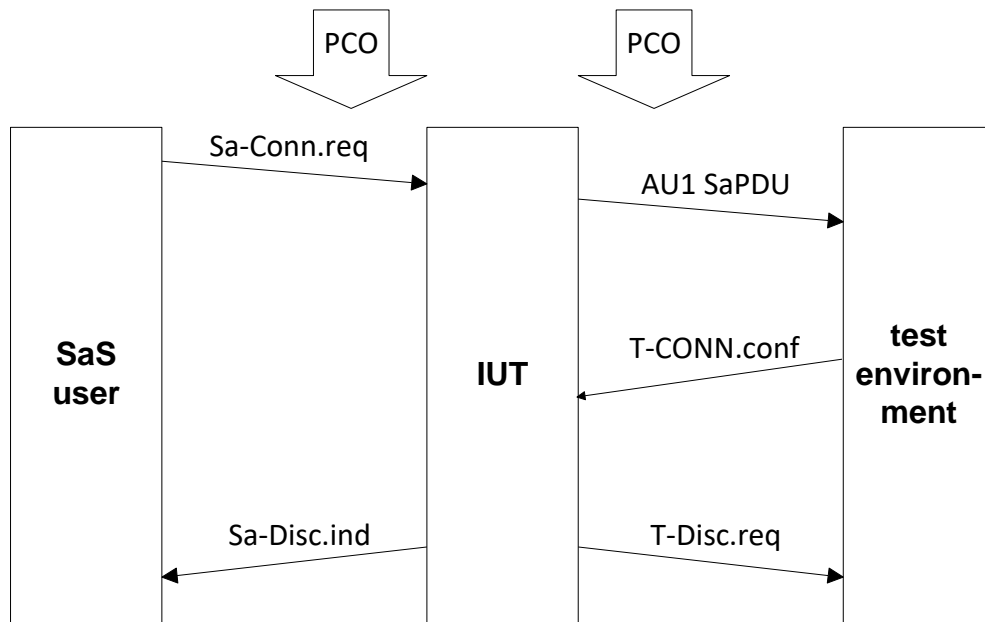 PCO
PCO
Sa-Conn.req
AU1 SaPDU
T-CONN.conf
SaS
user
IUT
test
environ-
ment
Sa-Disc.ind
T-Disc.req